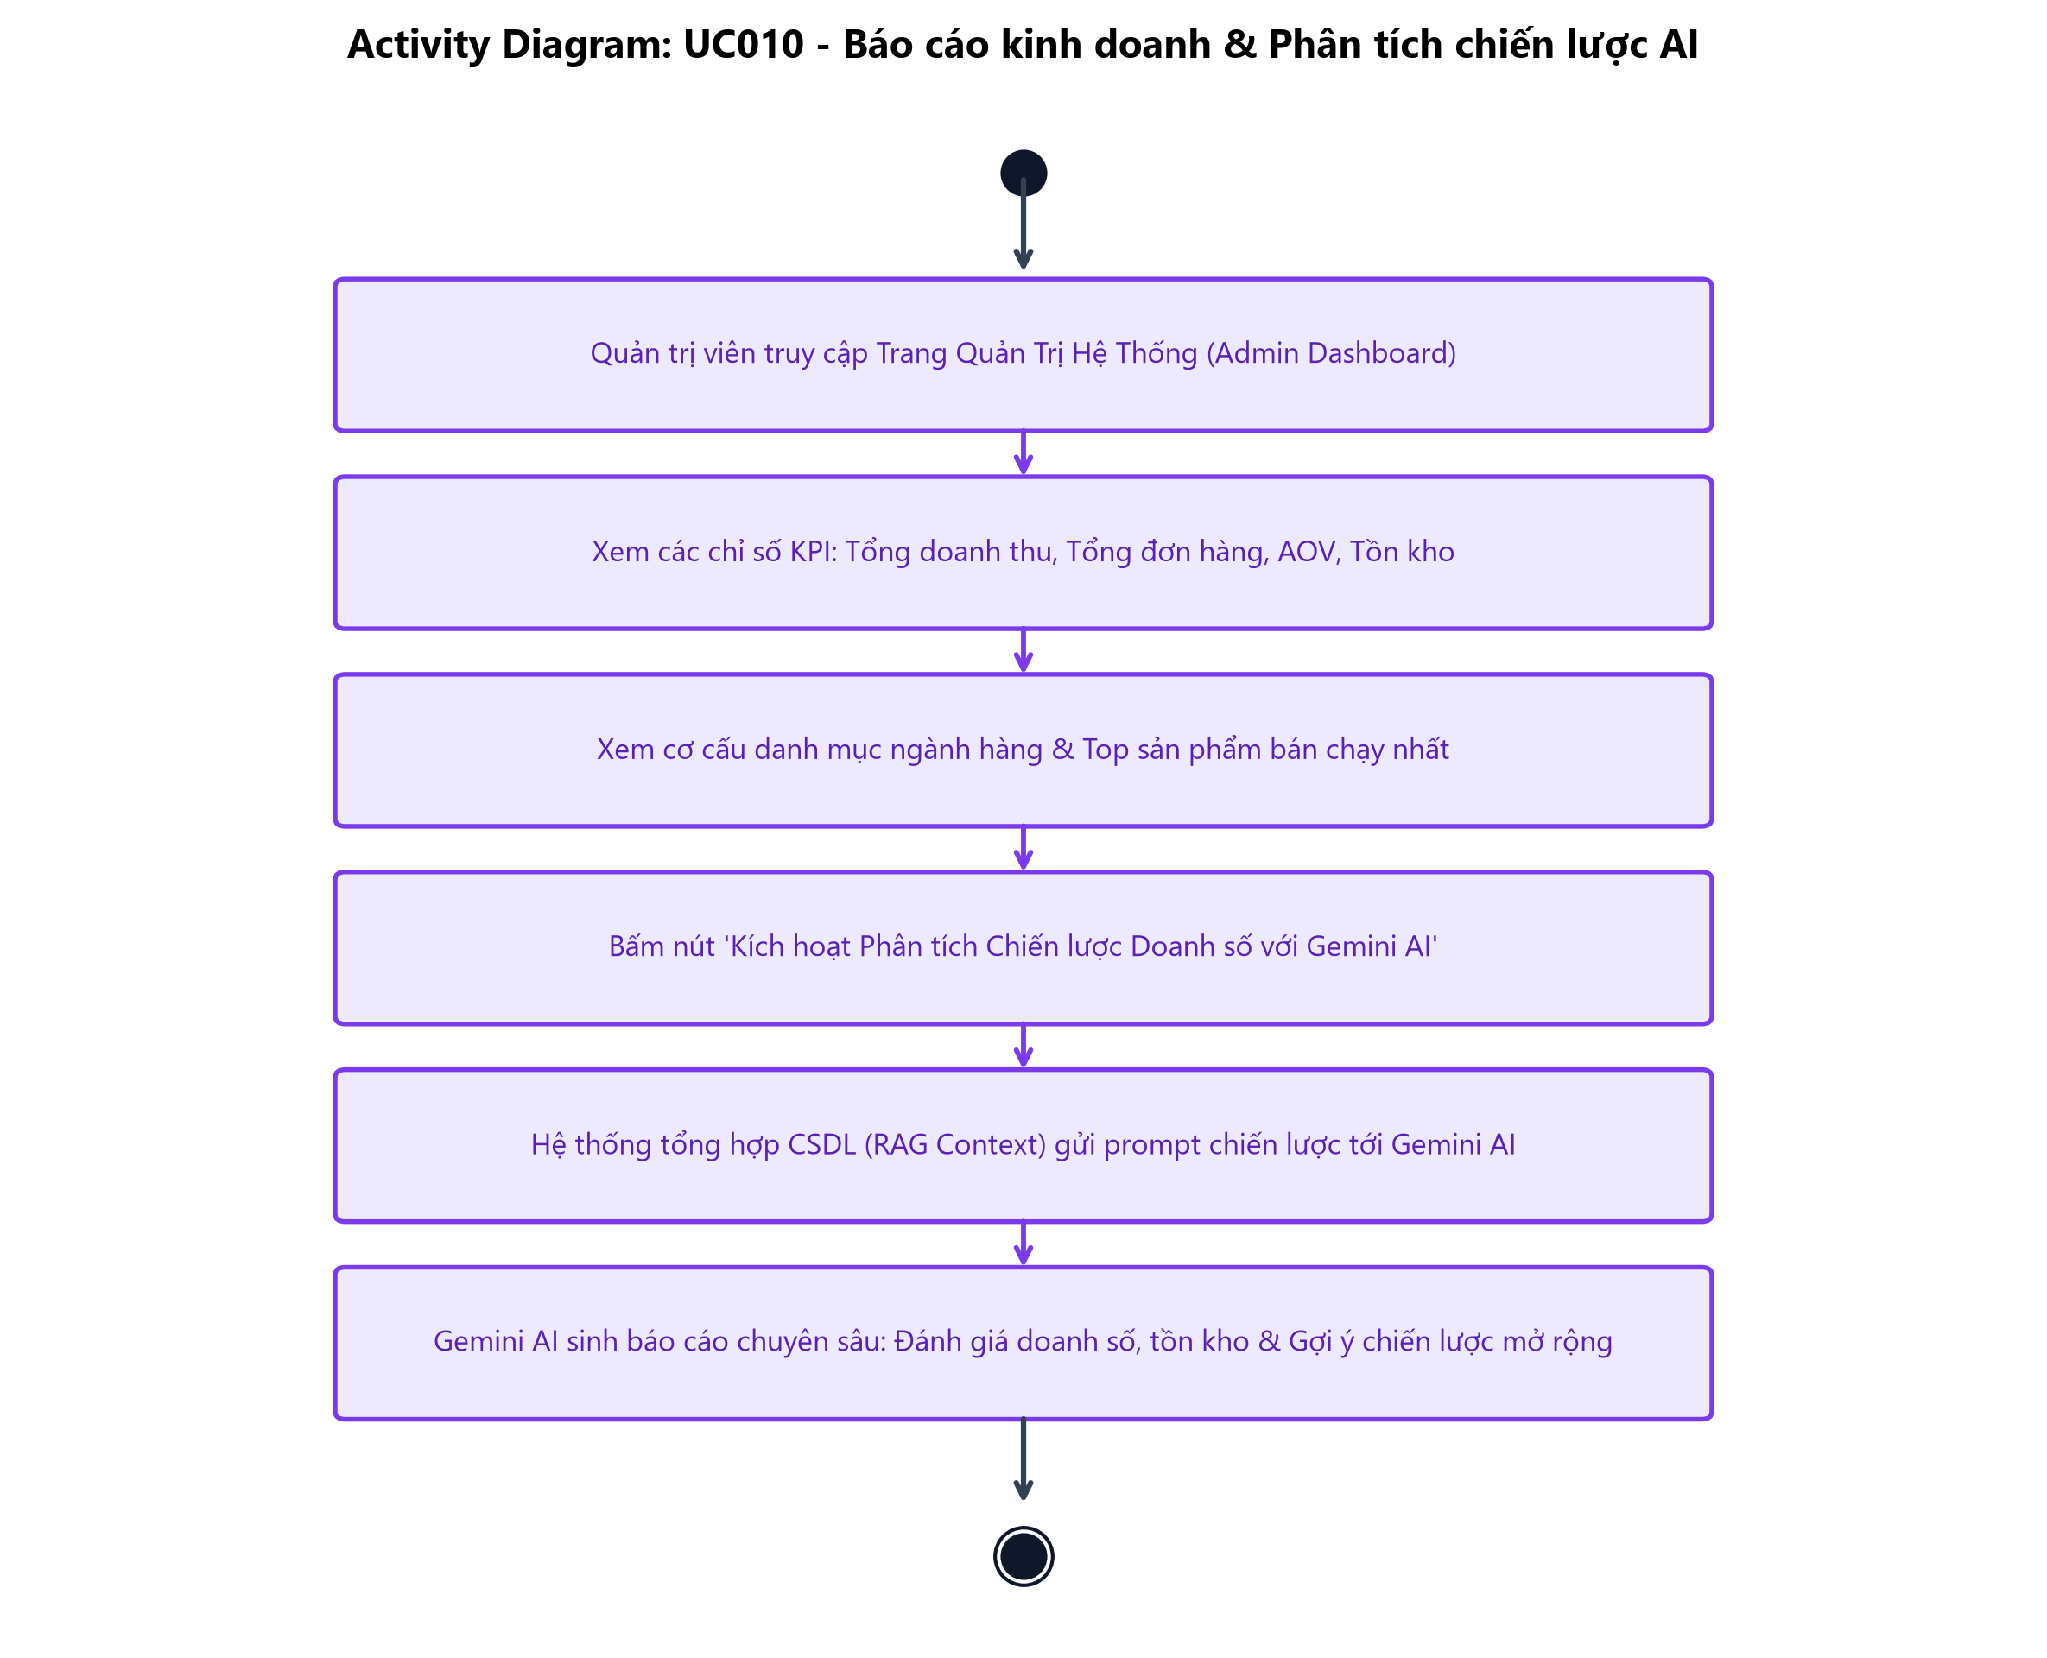 Activity Diagram: UC010 - Báo cáo kinh doanh & Phân tích chiến lược AI
Quản trị viên truy cập Trang Quản Trị Hệ Thống (Admin Dashboard)
Xem các chỉ số KPI: Tổng doanh thu, Tổng đơn hàng, AOV, Tồn kho
Xem cơ cấu danh mục ngành hàng & Top sản phẩm bán chạy nhất
Bấm nút 'Kích hoạt Phân tích Chiến lược Doanh số với Gemini AI'
Hệ thống tổng hợp CSDL (RAG Context) gửi prompt chiến lược tới Gemini AI
Gemini AI sinh báo cáo chuyên sâu: Đánh giá doanh số, tồn kho & Gợi ý chiến lược mở rộng